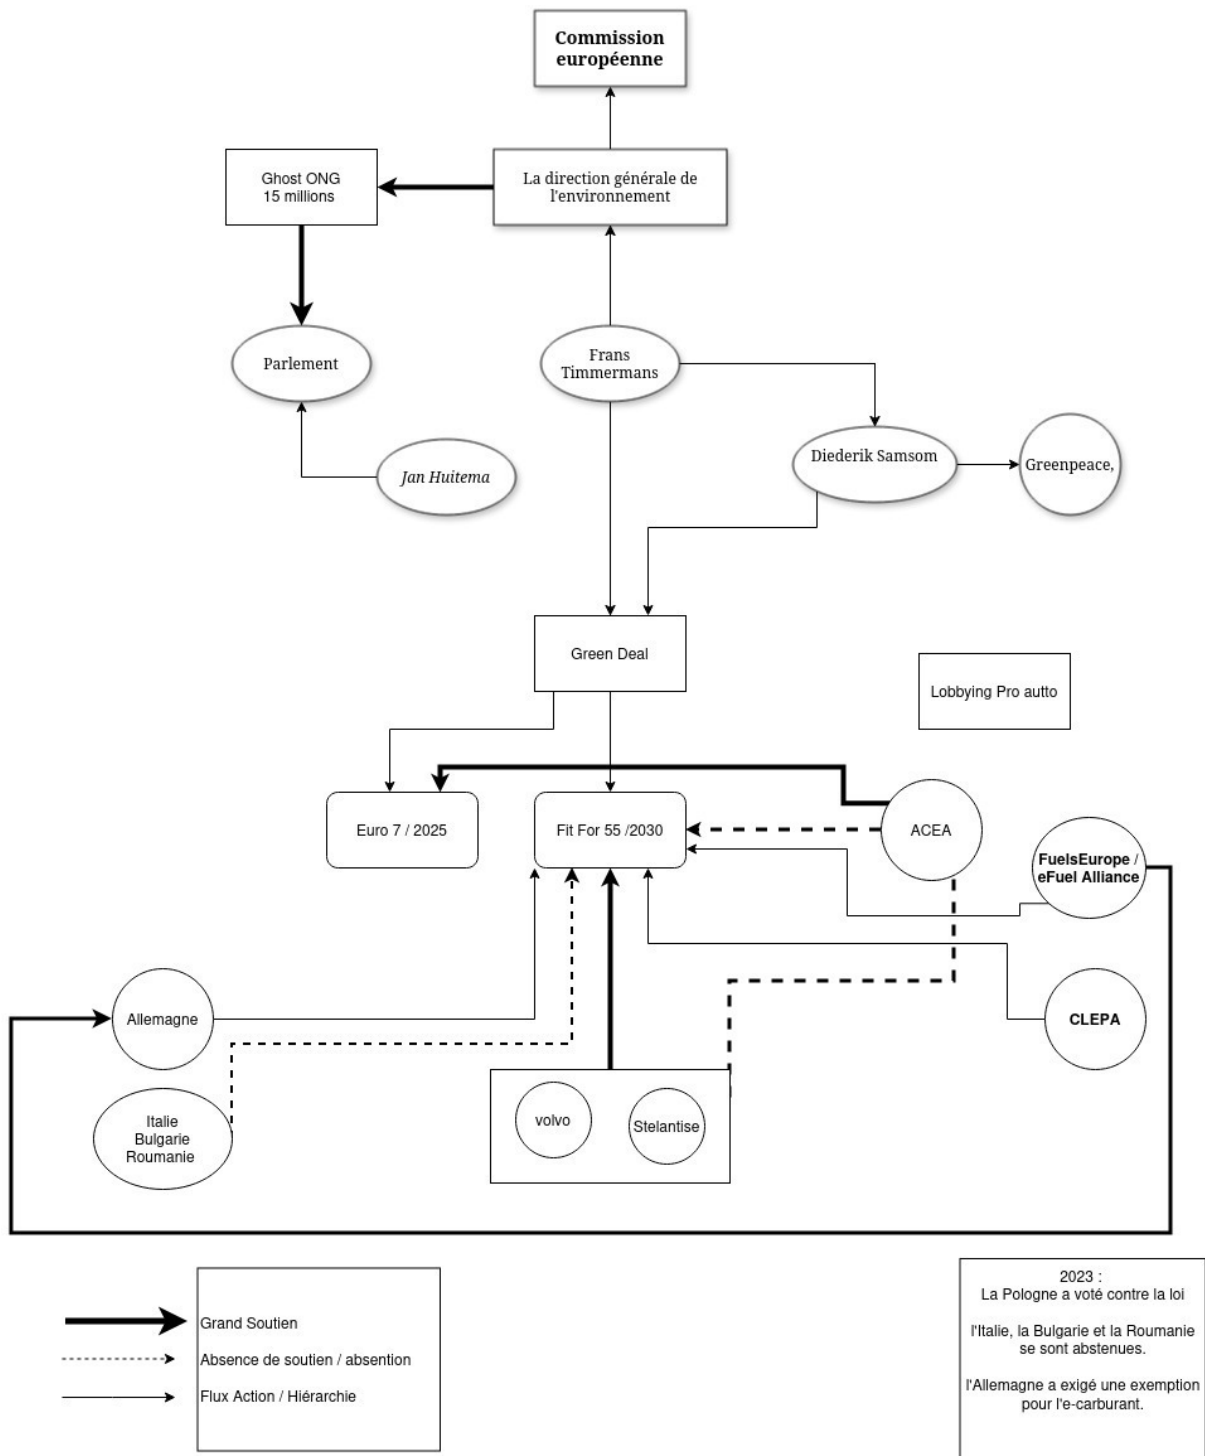 Commission
européenne
Ghost ONG
15 millions
La direction générale de
l'environnement
Parlement
Frans
Timmermans
Jan Huitema
Diederik Samsom
Greenpeace,
Green Deal
Lobbying Pro autto
Euro 7 / 2025
Fit For 55 /2030
ACEA
FuelsEurope /
eFuel Alliance
Allemagne
CLEPA
Italie
Bulgarie
Roumanie
volvo
Stelantise
Grand Soutien
Absence de soutien / absention
Flux Action / Hiérarchie
2023 :
La Pologne a voté contre la loi
l'Italie, la Bulgarie et la Roumanie
se sont abstenues.
l'Allemagne a exigé une exemption
pour l'e-carburant.